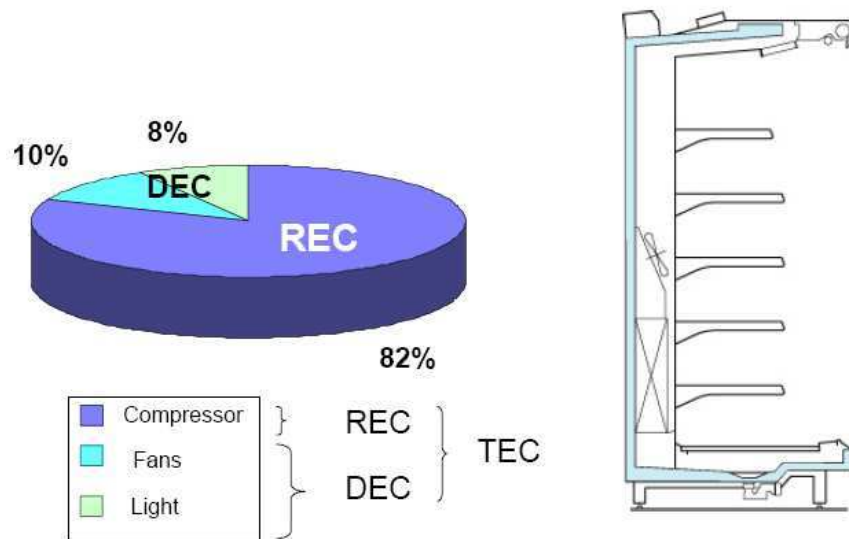 8%
10%
DEC
REC
82%
Compressor
REC
Fans
TEC
DEC
Light